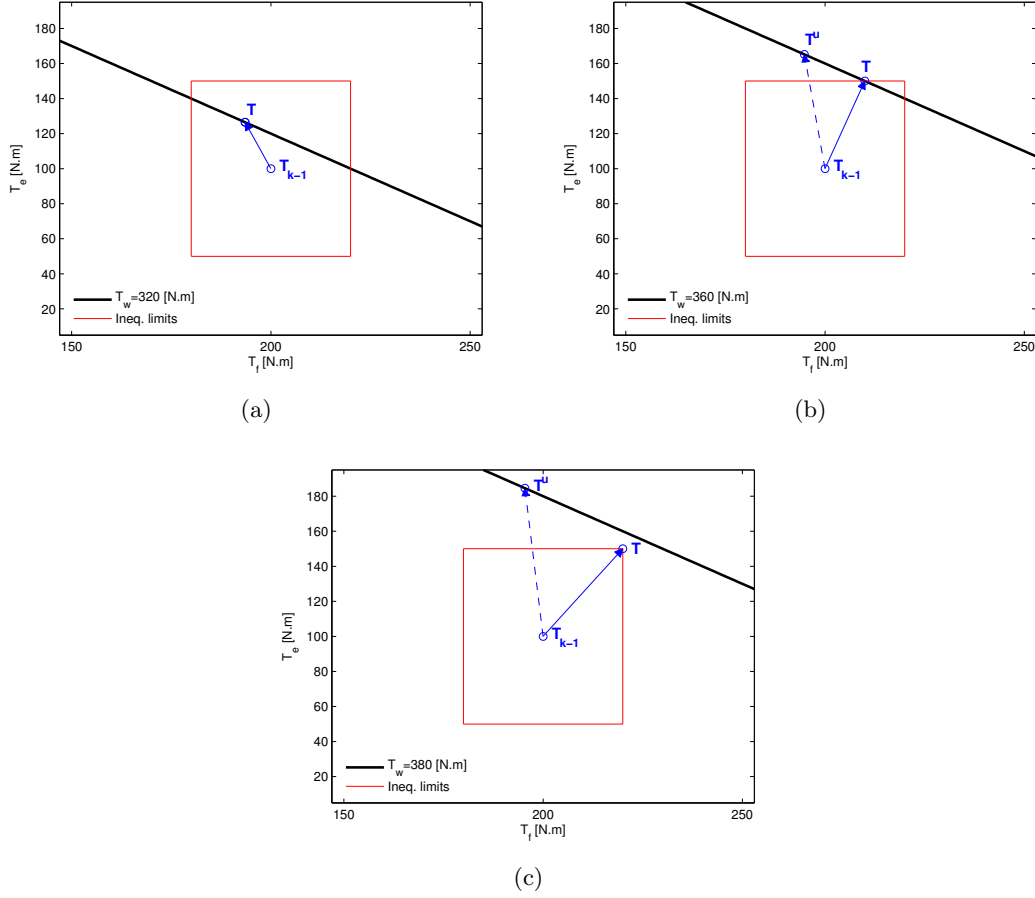 180
160
140
120
100
80
60
40
20
T_e [N.m]
T
T_{k−1}
T_w=320 [N.m]
Ineq. limits
150
200
250
T_f [N.m]
(a)
180
160
140
120
100
80
60
40
20
T_e [N.m]
T^u
T
T_{k−1}
T_w=360 [N.m]
Ineq. limits
150
200
250
T_f [N.m]
(b)
180
160
140
120
100
80
60
40
20
T_e [N.m]
T^u
T
T_{k−1}
T_w=380 [N.m]
Ineq. limits
150
200
250
T_f [N.m]
(c)